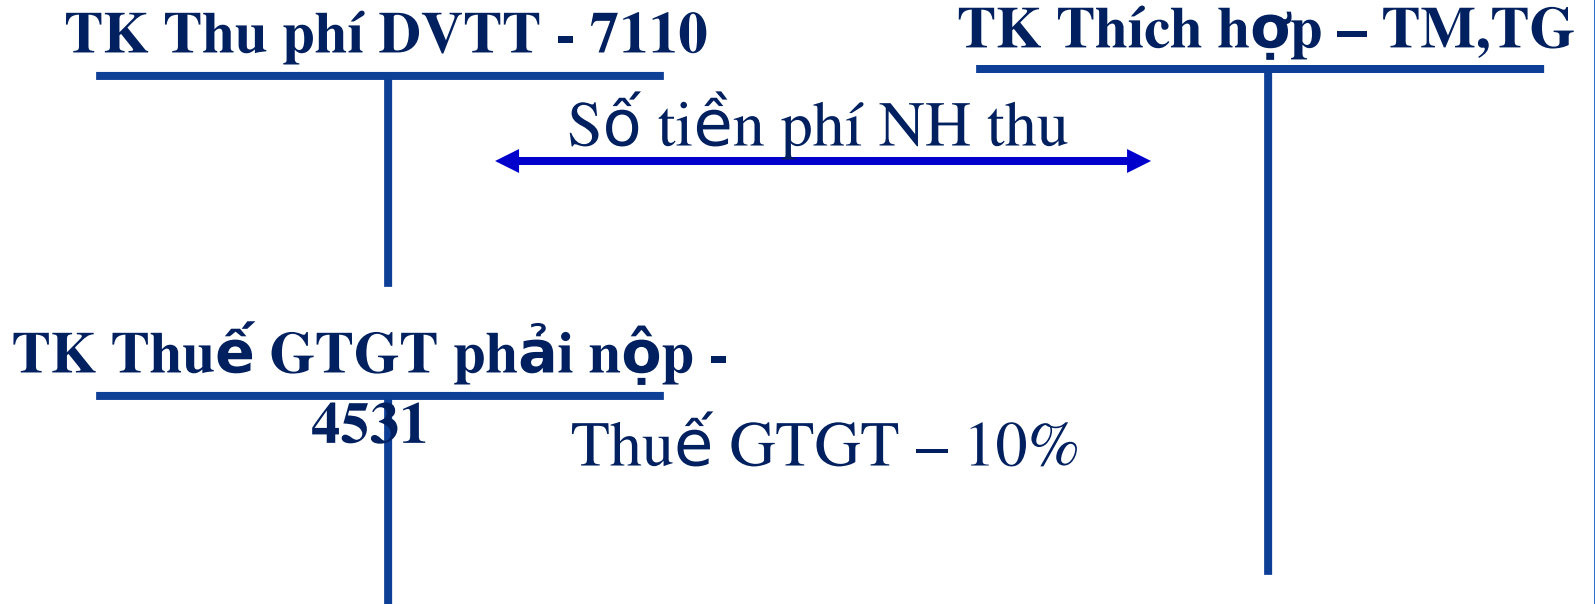 TK Thu phí DVTT - 7110
TK Thích hợp – TM,TG
Số tiền phí NH thu
TK Thuế GTGT phải nộp -
4531
Thuế GTGT – 10%